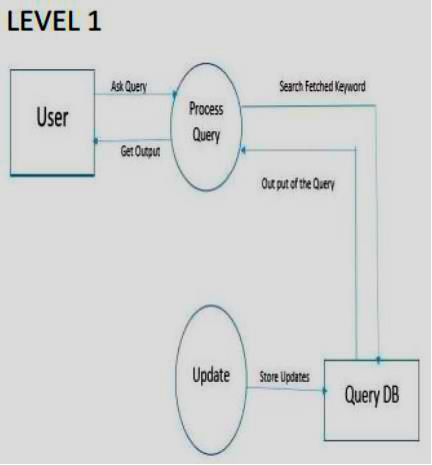 LEVEL 1
Ask Query
Search Fetched Keyword
User
Process
Query
Get Output
Out put of the Query
Update
Store Updates
Query DB